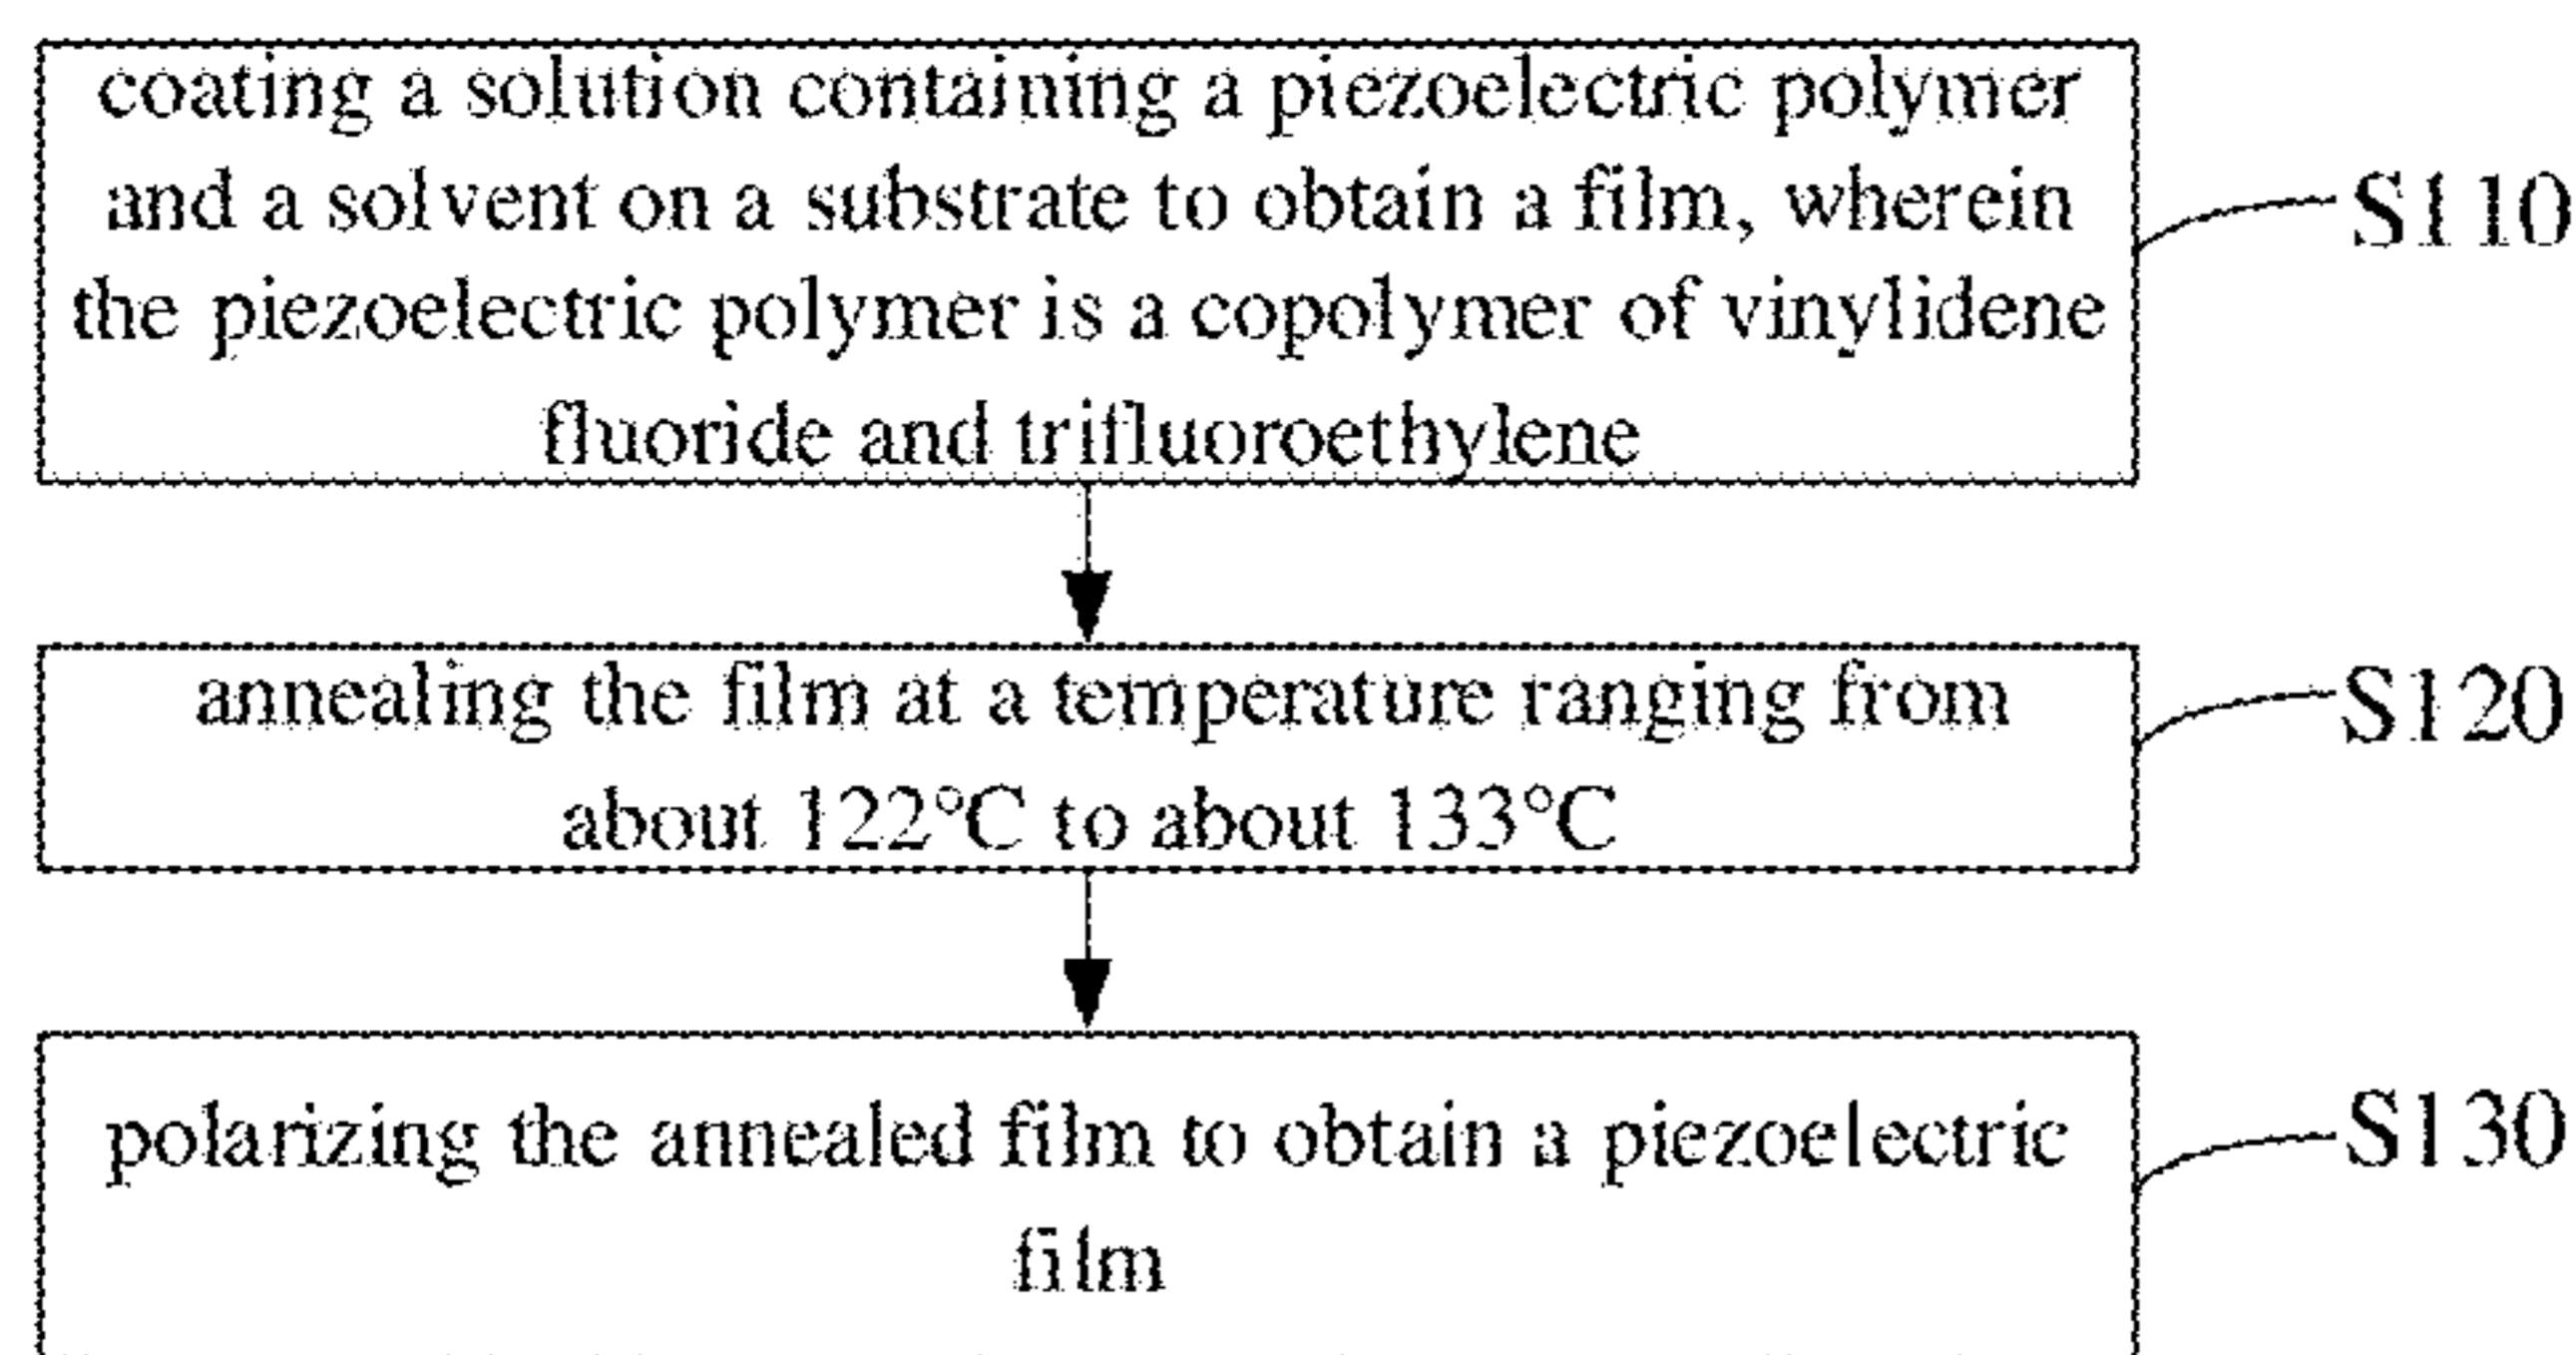 coating a solution containing a piezoelectric polymer
and a solvent on a substrate to obtain a film, wherein
the piezoelectric polymer is a copolymer of vinylidene
fluoride and trifluoroethylene
S110
annealing the film at a temperature ranging from
about 122°C to about 133°C
S120
polarizing the annealed film to obtain a piezoelectric
film
S130